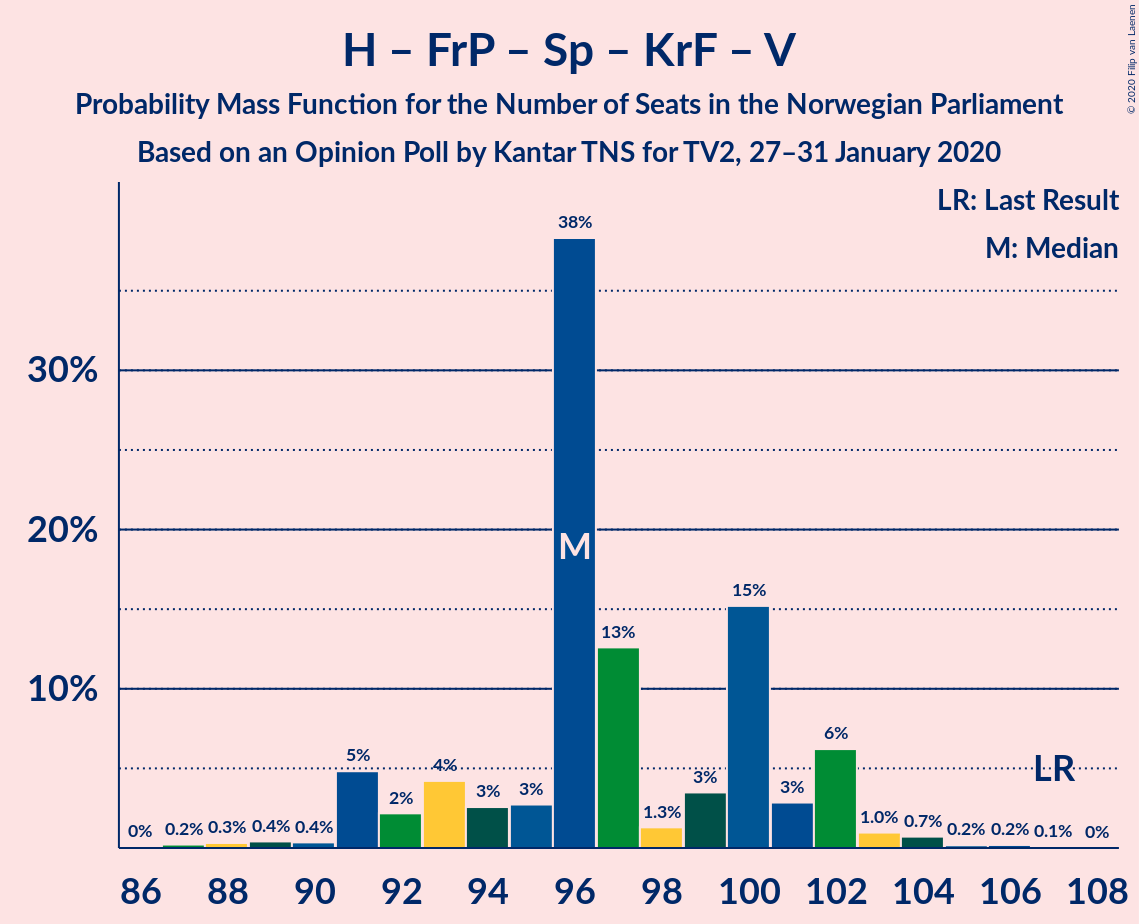 H – FrP – Sp – KrF – V
Probability Mass Function for the Number of Seats in the Norwegian Parliament
Based on an Opinion Poll by Kantar TNS for TV2, 27–31 January 2020
© 2020 Filip van Laenen
LR: Last Result
M: Median
38%
30%
20%
M
15%
13%
10%
6%
5%
4%
LR
3%
3%
3%
3%
2%
1.3%
1.0%
0.7%
0%
0.2%
0.3%
0.4%
0.4%
0.2%
0.2%
0.1%
0%
86 88 90 92 94 96 98 100 102 104 106 108